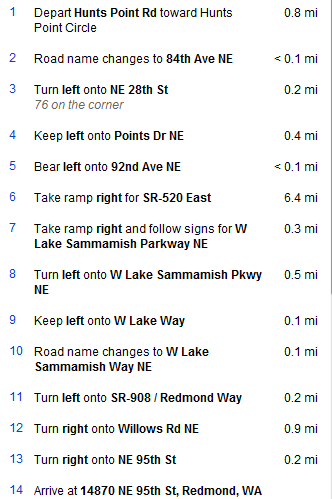 1 Depart Hunts Point Rd toward Hunts 0.8 mi
Point Circle
2 Road name changes to 84th Ave NE < 0.1 mi
3 Turn left onto NE 28th St 0.2 mi
76 on the corner
4 Keep left onto Points Dr NE 0.4 mi
5 Bear left onto 92nd Ave NE < 0.1 mi
6 Take ramp right for SR-520 East 6.4 mi
7 Take ramp right and follow signs for W 0.3 mi
Lake Sammamish Parkway NE
8 Turn left onto W Lake Sammamish Pkwy 0.5 mi
NE
9 Keep left onto W Lake Way 0.1 mi
10 Road name changes to W Lake 0.1 mi
Sammamish Way NE
11 Turn left onto SR-908 / Redmond Way 0.2 mi
12 Turn right onto Willows Rd NE 0.9 mi
13 Turn right onto NE 95th St 0.2 mi
14 Arrive at 14870 NE 95th St, Redmond, WA